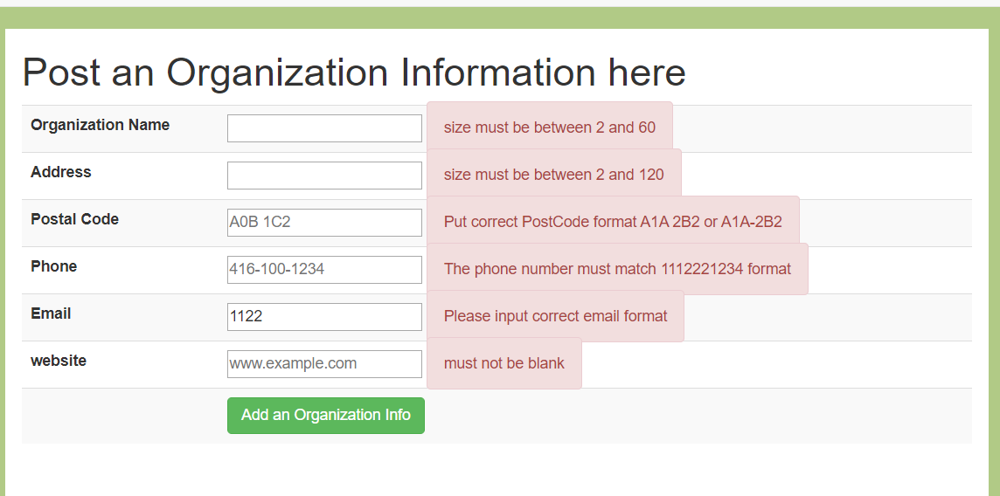 Post an Organization Information here
Organization Name size must be between 2 and 60
Address size must be between 2 and 120
Postal Code A0B 1C2 Put correct PostCode format A1A 2B2 or A1A-2B2
Phone 416-100-1234 The phone number must match 1112221234 format
Email 1122 Please input correct email format
website www.example.com must not be blank
Add an Organization Info